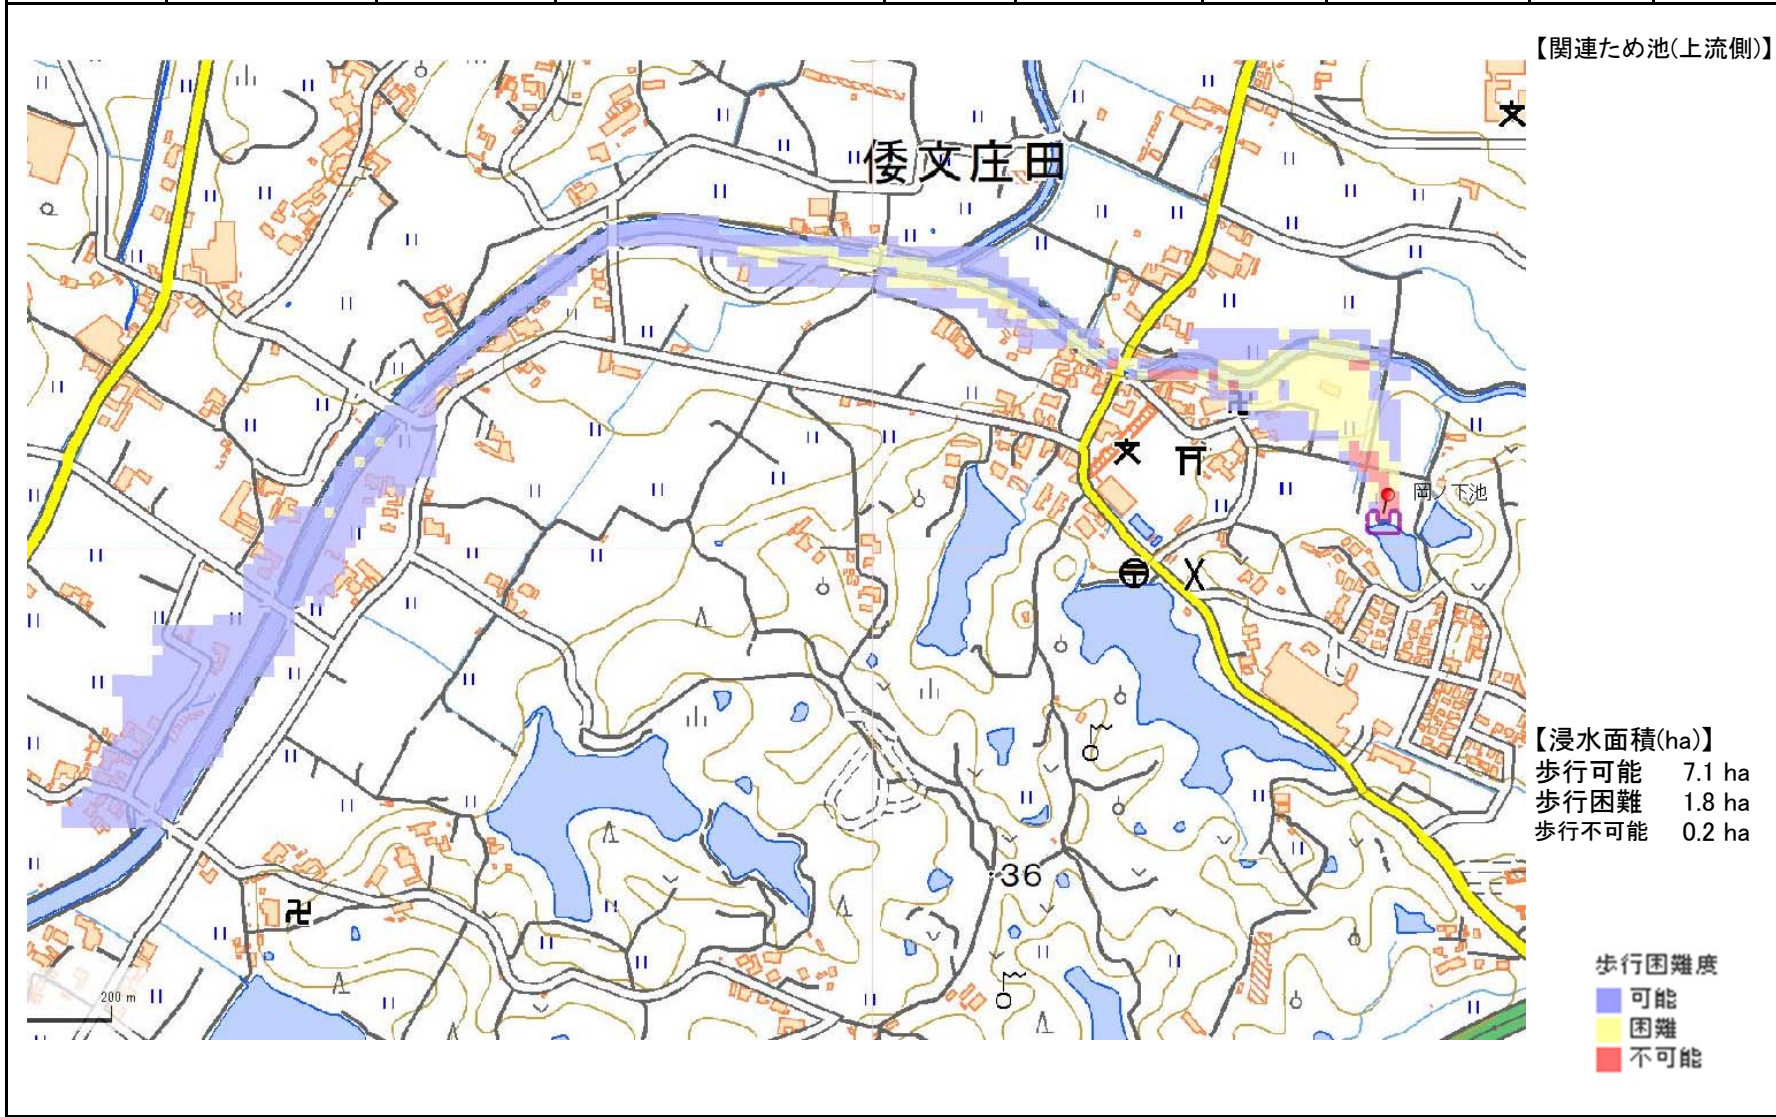 【関連ため池(上流側)】
倭文庄田
岡ノ下池
36
200 m
【浸水面積(ha)】
歩行可能 7.1 ha
歩行困難 1.8 ha
歩行不可能 0.2 ha
歩行困難度
可能
困難
不可能